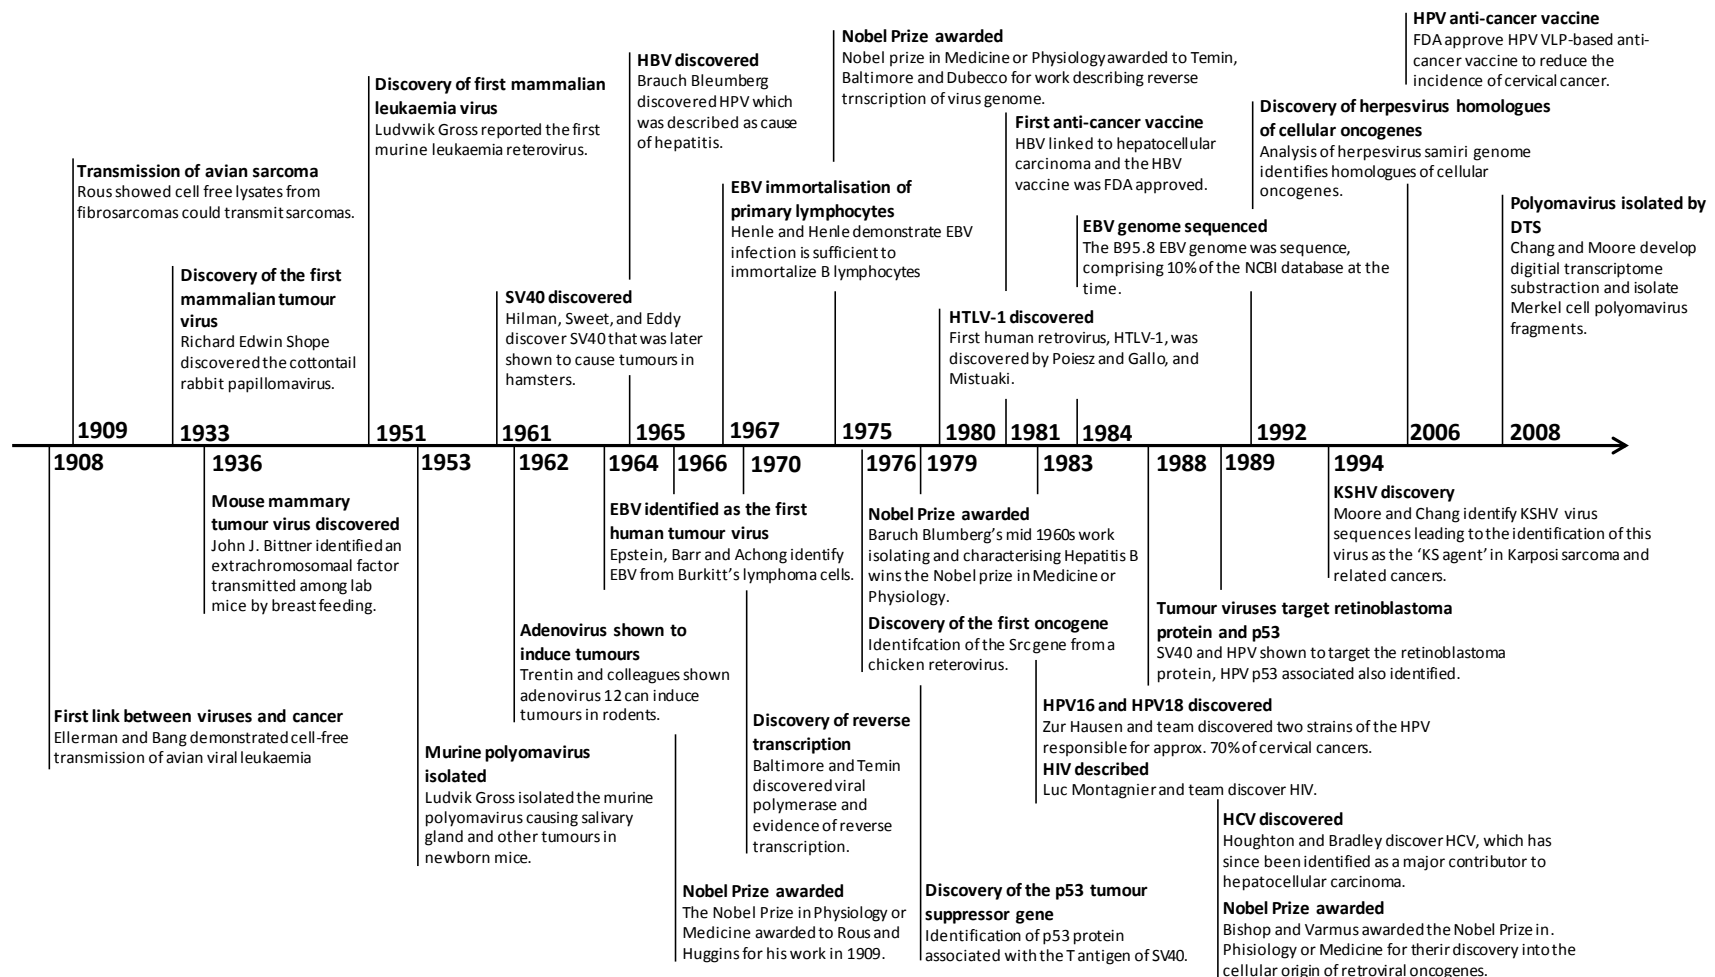 HPV anti-cancer vaccine
FDA approve HPV VLP-based anti-
cancer vaccine to reduce the
incidence of cervical cancer.
Nobel Prize awarded
Nobel prize in Medicine or Physiology awarded to Temin,
Baltimore and Dubecco for work describing reverse
trnscription of virus genome.
HBV discovered
Brauch Bleumberg
discovered HPV which
was described as cause
of hepatitis.
Discovery of first mammalian
leukaemia virus
Ludvwik Gross reported the first
murine leukaemia reterovirus.
Discovery of herpesvirus homologues
of cellular oncogenes
Analysis of herpesvirus samiri genome
identifies homologues of cellular
oncogenes.
First anti-cancer vaccine
HBV linked to hepatocellular
carcinoma and the HBV
vaccine was FDA approved.
Transmission of avian sarcoma
Rous showed cell free lysates from
fibrosarcomas could transmit sarcomas.
EBV immortalisation of
primary lymphocytes
Henle and Henle demonstrate EBV
infection is sufficient to
immortalize B lymphocytes
Polyomavirus isolated by
DTS
Chang and Moore develop
digitial transcriptome
substraction and isolate
Merkel cell polyomavirus
fragments.
EBV genome sequenced
The B95.8 EBV genome was sequence,
comprising 10% of the NCBI database at the
time.
Discovery of the first
mammalian tumour
virus
Richard Edwin Shope
discovered the cottontail
rabbit papillomavirus.
SV40 discovered
Hilman, Sweet, and Eddy
discover SV40 that was later
shown to cause tumours in
hamsters.
HTLV-1 discovered
First human retrovirus, HTLV-1, was
discovered by Poiesz and Gallo, and
Mistuaki.
1909 1933 1951 1961 1965 1967 1975 1980 1981 1984 1992 2006 2008
1908 1936 1953 1962 1964 1966 1970 1976 1979 1983 1988 1989 1994
Mouse mammary
tumour virus discovered
John J. Bittner identified an
extrachromosomaal factor
transmitted among lab
mice by breast feeding.
EBV identified as the first
human tumour virus
Epstein, Barr and Achong identify
EBV from Burkitt's lymphoma cells.
Nobel Prize awarded
Baruch Blumberg's mid 1960s work
isolating and characterising Hepatitis B
wins the Nobel prize in Medicine or
Physiology.
Discovery of the first oncogene
Identifcation of the Src gene from a
chicken reterovirus.
KSHV discovery
Moore and Chang identify KSHV virus
sequences leading to the identification of this
virus as the 'KS agent' in Karposi sarcoma and
related cancers.
Tumour viruses target retinoblastoma
protein and p53
SV40 and HPV shown to target the retinoblastoma
protein, HPV p53 associated also identified.
Adenovirus shown to
induce tumours
Trentin and colleagues shown
adenovirus 12 can induce
tumours in rodents.
First link between viruses and cancer
Ellerman and Bang demonstrated cell-free
transmission of avian viral leukaemia
Murine polyomavirus
isolated
Ludvik Gross isolated the murine
polyomavirus causing salivary
gland and other tumours in
newborn mice.
Discovery of reverse
transcription
Baltimore and Temin
discovered viral
polymerase and
evidence of reverse
transcription.
HPV16 and HPV18 discovered
Zur Hausen and team discovered two strains of the HPV
responsible for approx. 70% of cervical cancers.
HIV described
Luc Montagnier and team discover HIV.
HCV discovered
Houghton and Bradley discover HCV, which has
since been identified as a major contributor to
hepatocellular carcinoma.
Nobel Prize awarded
The Nobel Prize in Physiology or
Medicine awarded to Rous and
Huggins for his work in 1909.
Discovery of the p53 tumour
suppressor gene
Identification of p53 protein
associated with the T antigen of SV40.
Nobel Prize awarded
Bishop and Varmus awarded the Nobel Prize in.
Phisiology or Medicine for therir discovery into the
cellular origin of retroviral oncogenes.